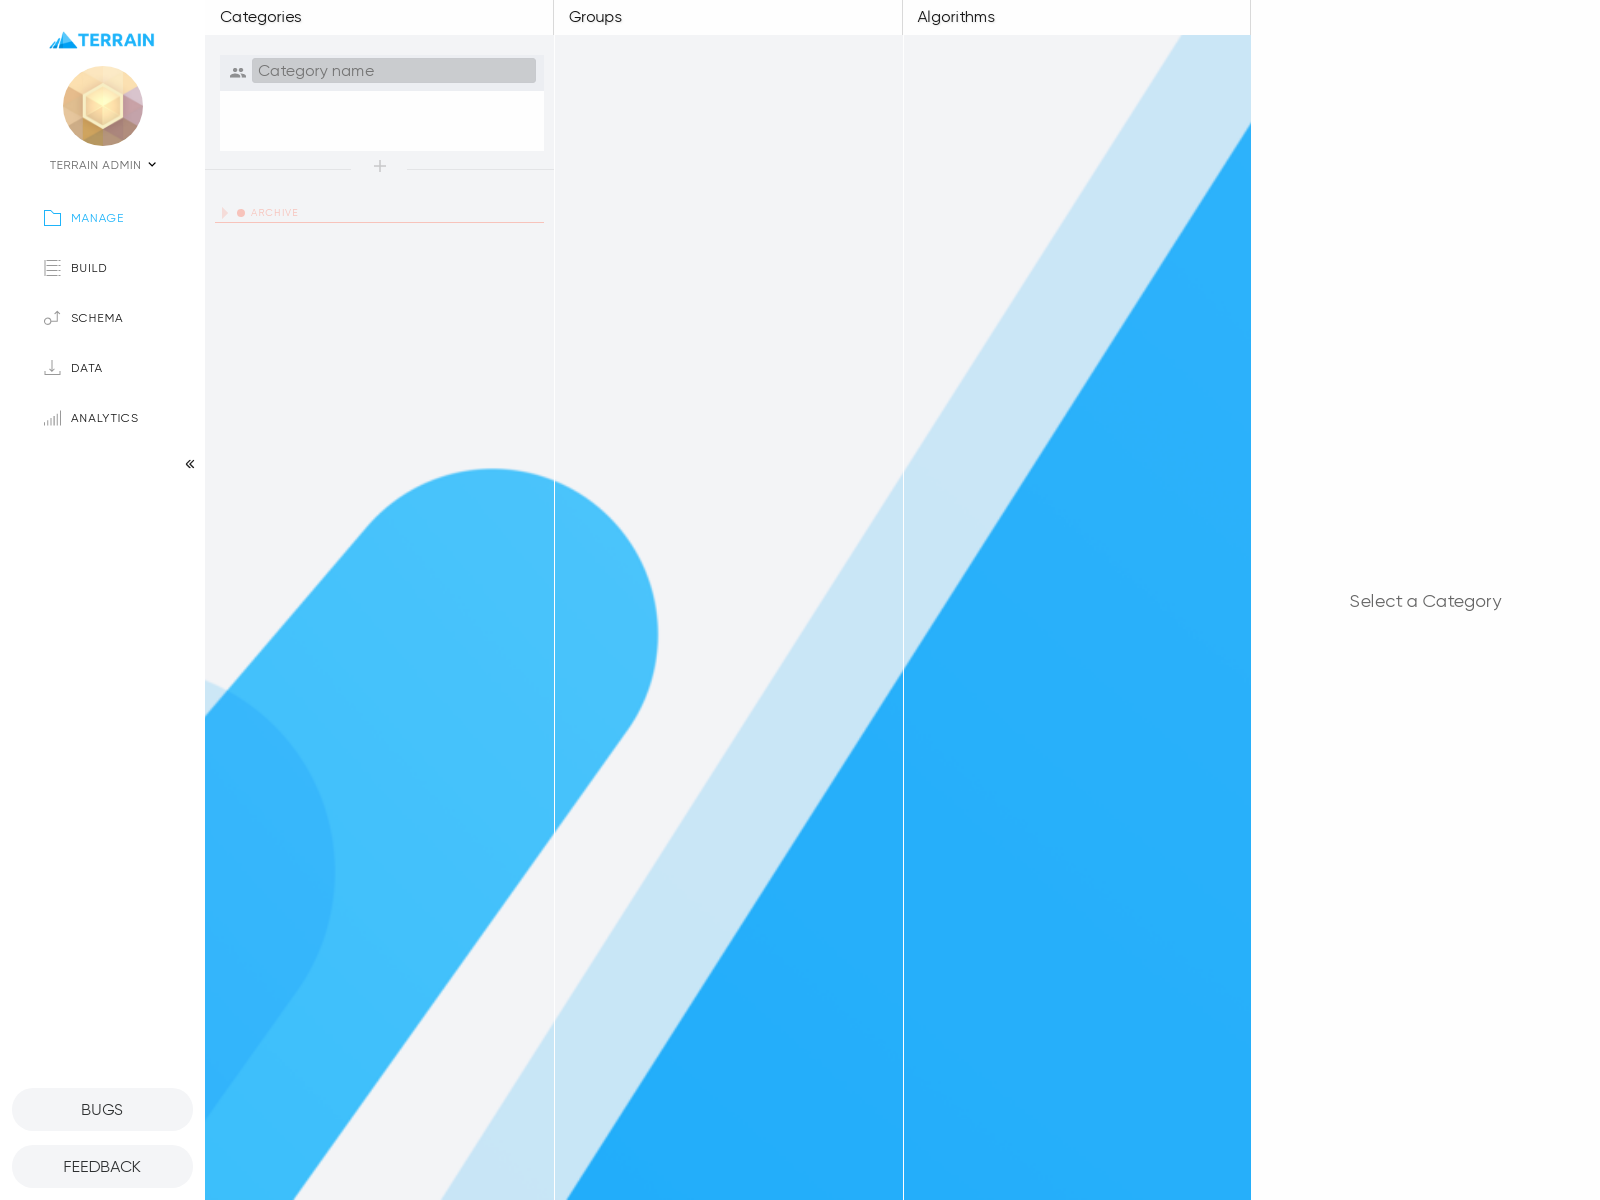 TERRAIN
TERRAIN ADMIN
MANAGE
BUILD
SCHEMA
DATA
ANALYTICS
BUGS
FEEDBACK
Categories
Category name
ARCHIVE
Groups
Algorithms
Select a Category